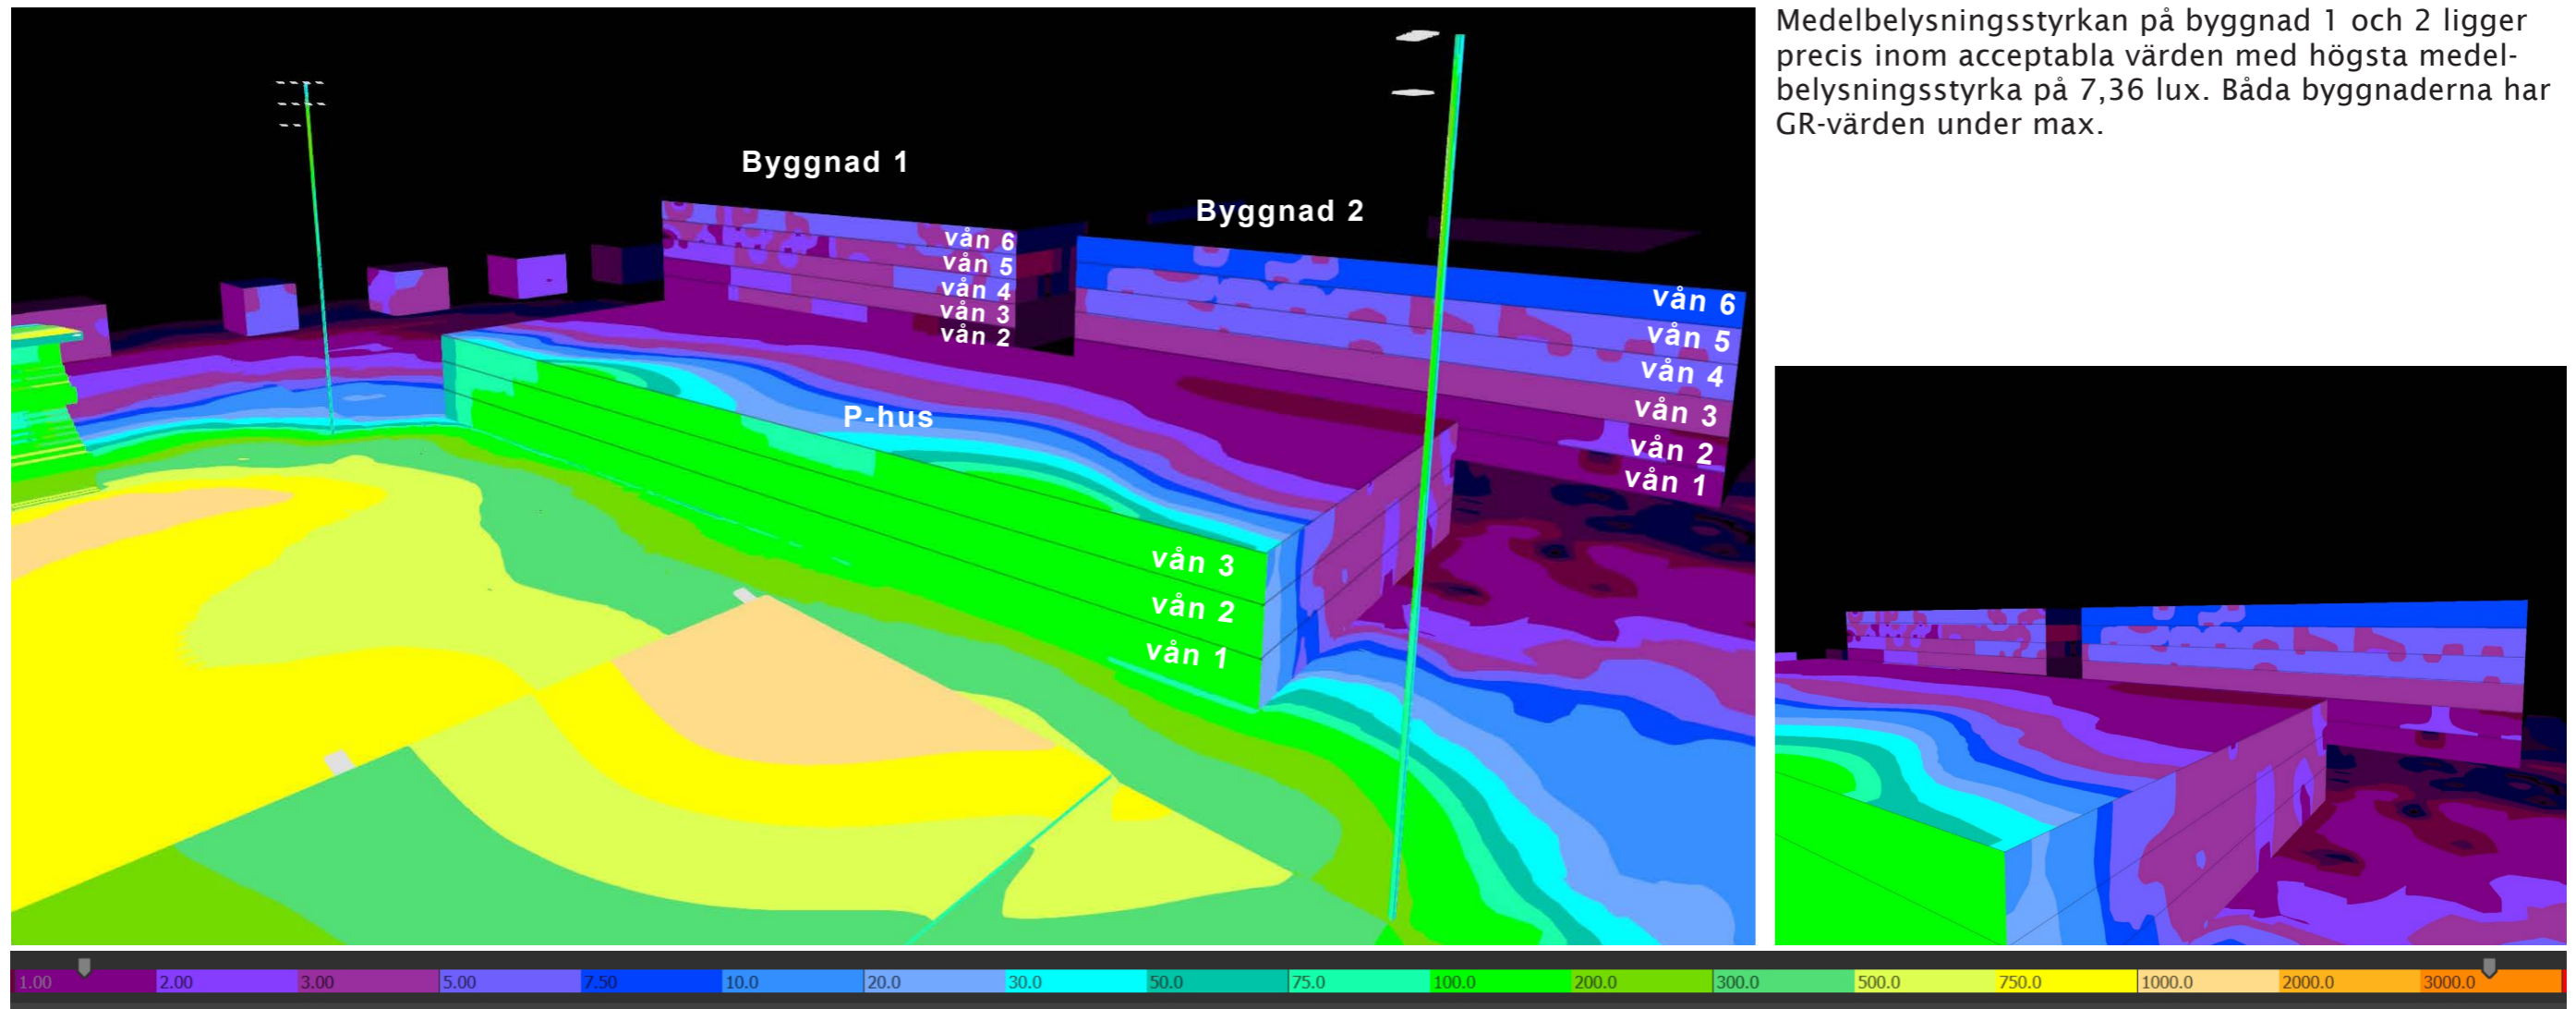 Medelbelysningsstyrkan på byggnad 1 och 2 ligger
precis inom acceptabla värden med högsta medel-
belysningsstyrka på 7,36 lux. Båda byggnaderna har
GR-värden under max.
Byggnad 1
Byggnad 2
vån 6
vån 5
vån 4
vån 3
vån 2
vån 6
vån 5
vån 4
vån 3
vån 2
vån 1
P-hus
vån 3
vån 2
vån 1
1.00 2.00 3.00 5.00 7.50 10.0 20.0 30.0 50.0 75.0 100.0 200.0 300.0 500.0 750.0 1000.0 2000.0 3000.0